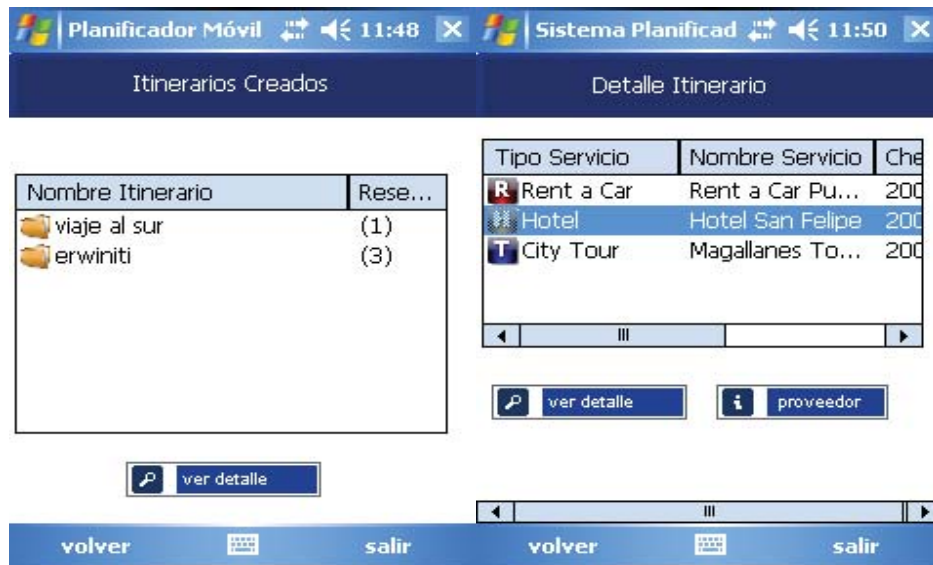 Planificador Móvil 11:48
Itinerarios Creados
Nombre Itinerario Rese...
viaje al sur (1)
erwiniti (3)
ver detalle
volver salir
Sistema Planificad 11:50
Detalle Itinerario
Tipo Servicio Nombre Servicio Che
R Rent a Car Rent a Car Pu... 200
H Hotel Hotel San Felipe 200
T City Tour Magallanes To... 200
ver detalle i proveedor
volver salir